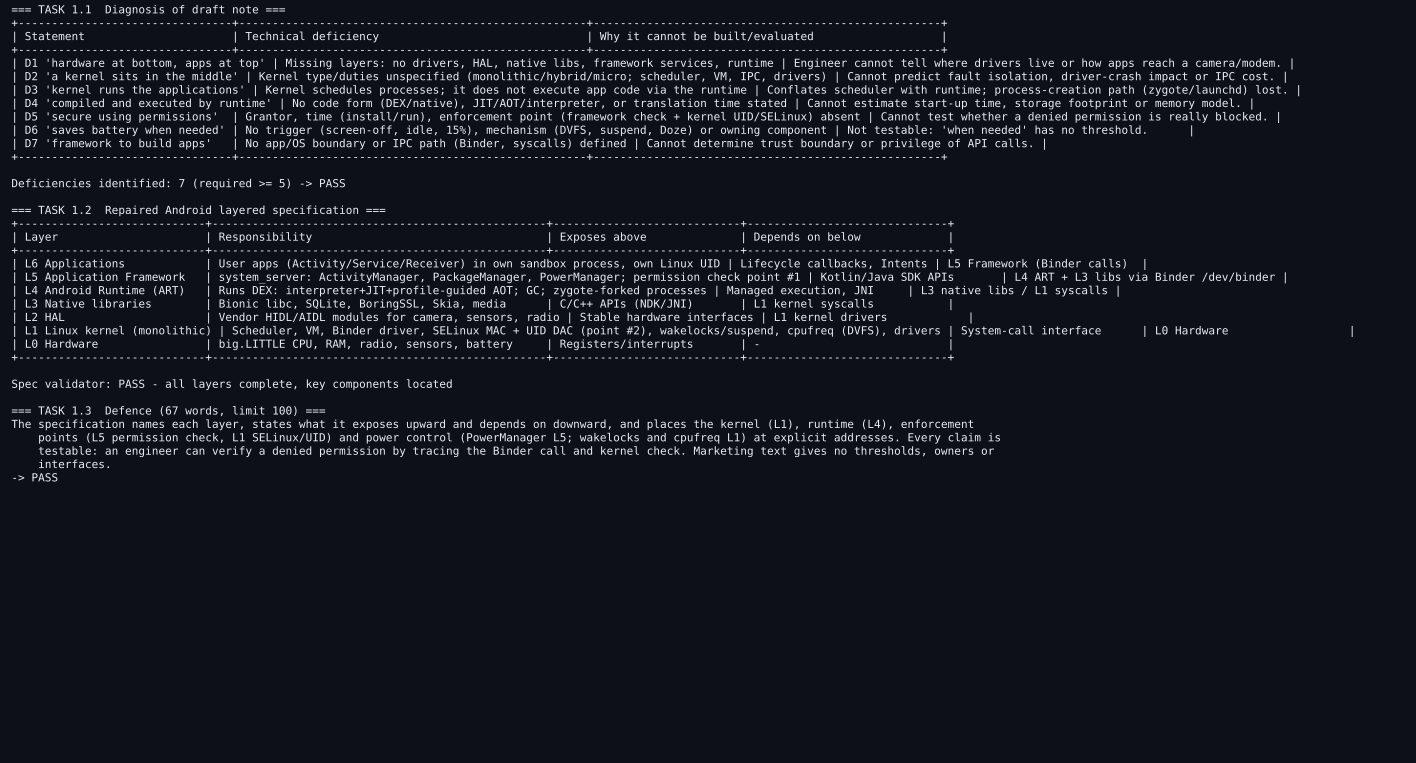 === TASK 1.1  Diagnosis of draft note ===
+--------------------------------+----------------------------------------------------+----------------------------------------------------+
| Statement                      | Technical deficiency                               | Why it cannot be built/evaluated                   |
+--------------------------------+----------------------------------------------------+----------------------------------------------------+
| D1 'hardware at bottom, apps at top' | Missing layers: no drivers, HAL, native libs, framework services, runtime | Engineer cannot tell where drivers live or how apps reach a camera/modem. |
| D2 'a kernel sits in the middle' | Kernel type/duties unspecified (monolithic/hybrid/micro; scheduler, VM, IPC, drivers) | Cannot predict fault isolation, driver-crash impact or IPC cost. |
| D3 'kernel runs the applications' | Kernel schedules processes; it does not execute app code via the runtime | Conflates scheduler with runtime; process-creation path (zygote/launchd) lost. |
| D4 'compiled and executed by runtime' | No code form (DEX/native), JIT/AOT/interpreter, or translation time stated | Cannot estimate start-up time, storage footprint or memory model. |
| D5 'secure using permissions'  | Grantor, time (install/run), enforcement point (framework check + kernel UID/SELinux) absent | Cannot test whether a denied permission is really blocked. |
| D6 'saves battery when needed' | No trigger (screen-off, idle, 15%), mechanism (DVFS, suspend, Doze) or owning component | Not testable: 'when needed' has no threshold.      |
| D7 'framework to build apps'   | No app/OS boundary or IPC path (Binder, syscalls) defined | Cannot determine trust boundary or privilege of API calls. |
+--------------------------------+----------------------------------------------------+----------------------------------------------------+
Deficiencies identified: 7 (required >= 5) -> PASS
=== TASK 1.2  Repaired Android layered specification ===
+----------------------------+--------------------------------------------------+----------------------------+------------------------------+
| Layer                      | Responsibility                                   | Exposes above              | Depends on below             |
+----------------------------+--------------------------------------------------+----------------------------+------------------------------+
| L6 Applications            | User apps (Activity/Service/Receiver) in own sandbox process, own Linux UID | Lifecycle callbacks, Intents | L5 Framework (Binder calls)  |
| L5 Application Framework   | system_server: ActivityManager, PackageManager, PowerManager; permission check point #1 | Kotlin/Java SDK APIs       | L4 ART + L3 libs via Binder /dev/binder |
| L4 Android Runtime (ART)   | Runs DEX: interpreter+JIT+profile-guided AOT; GC; zygote-forked processes | Managed execution, JNI     | L3 native libs / L1 syscalls |
| L3 Native libraries        | Bionic libc, SQLite, BoringSSL, Skia, media      | C/C++ APIs (NDK/JNI)       | L1 kernel syscalls           |
| L2 HAL                     | Vendor HIDL/AIDL modules for camera, sensors, radio | Stable hardware interfaces | L1 kernel drivers            |
| L1 Linux kernel (monolithic) | Scheduler, VM, Binder driver, SELinux MAC + UID DAC (point #2), wakelocks/suspend, cpufreq (DVFS), drivers | System-call interface      | L0 Hardware                  |
| L0 Hardware                | big.LITTLE CPU, RAM, radio, sensors, battery     | Registers/interrupts       | -                            |
+----------------------------+--------------------------------------------------+----------------------------+------------------------------+
Spec validator: PASS - all layers complete, key components located
=== TASK 1.3  Defence (67 words, limit 100) ===
The specification names each layer, states what it exposes upward and depends on downward, and places the kernel (L1), runtime (L4), enforcement
points (L5 permission check, L1 SELinux/UID) and power control (PowerManager L5; wakelocks and cpufreq L1) at explicit addresses. Every claim is
testable: an engineer can verify a denied permission by tracing the Binder call and kernel check. Marketing text gives no thresholds, owners or
interfaces.
-> PASS